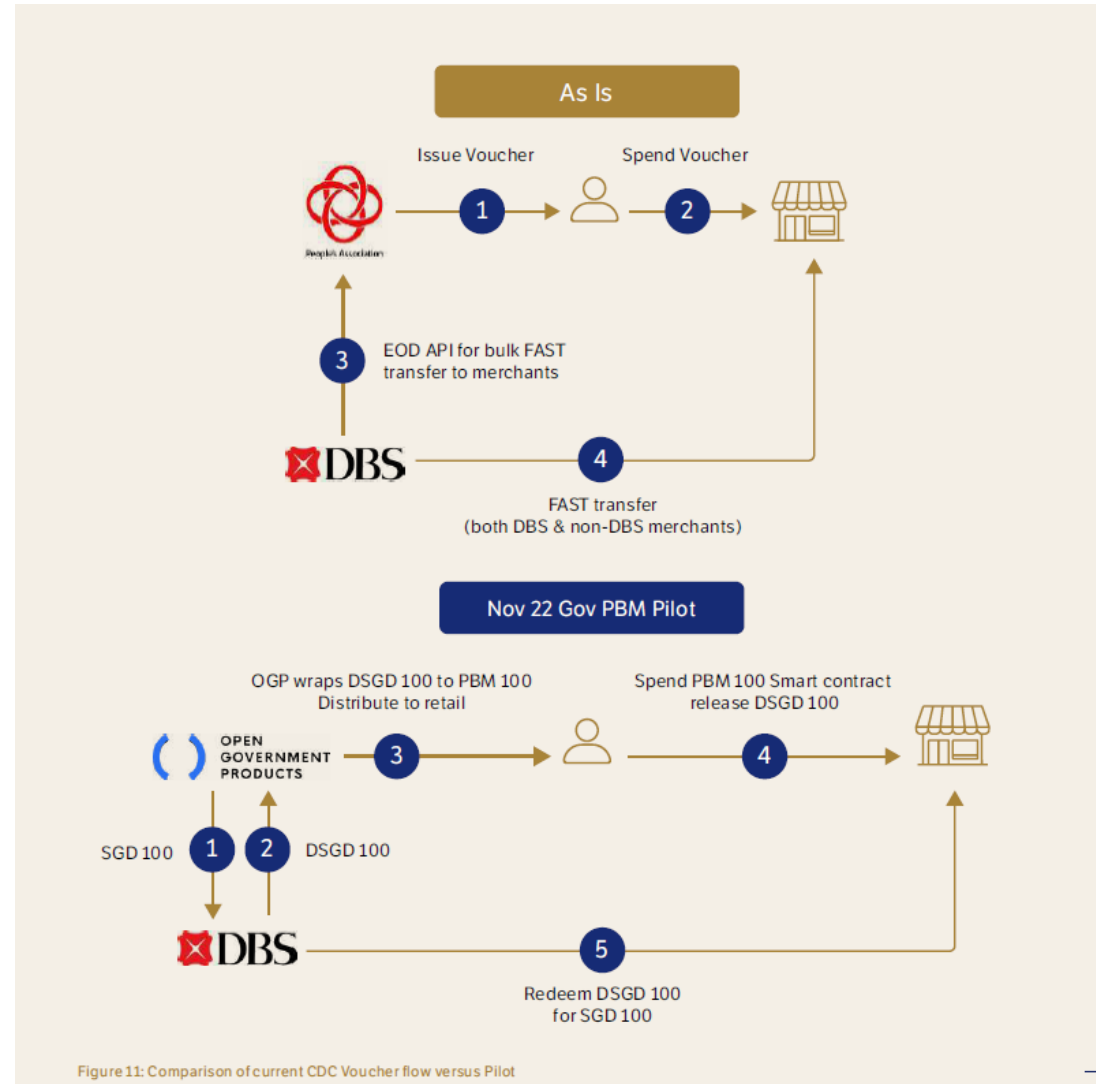 As Is
Issue Voucher
Spend Voucher
1
2
People's Association
3
EOD API for bulk FAST
transfer to merchants
DBS
4
FAST transfer
(both DBS & non-DBS merchants)
Nov 22 Gov PBM Pilot
OGP wraps DSGD 100 to PBM 100
Distribute to retail
Spend PBM 100 Smart contract
release DSGD 100
OPEN
GOVERNMENT
PRODUCTS
3
4
SGD 100
1
2
DSGD 100
DBS
5
Redeem DSGD 100
for SGD 100
Figure 11: Comparison of current CDC Voucher flow versus Pilot